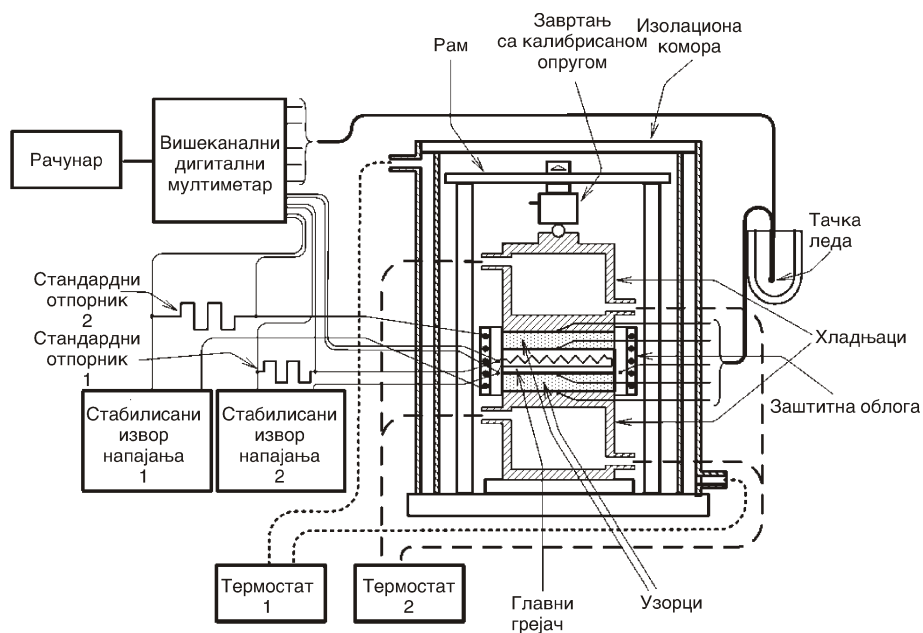 Завртањ
са калибрисаном
опругом
Изолациона
комора
Рам
Рачунар
Вишеканални
дигитални
мултиметар
Тачка
леда
Стандардни
отпорник
2
Стандардни
отпорник
1
Хладњаци
Заштитна облога
Стабилисани
извор
напајања
1
Стабилисани
извор
напајања
2
Термостат
1
Термостат
2
Главни
грејач
Узорци